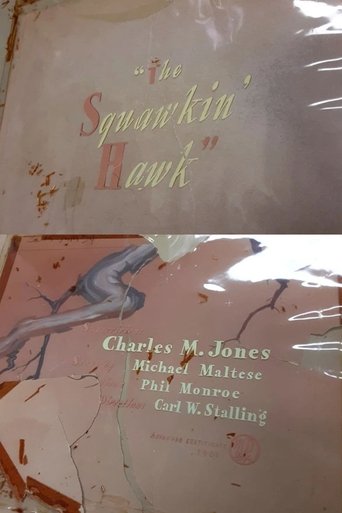 "The
Squawkin'
Hawk"
Charles M. Jones
Michael Maltese
Phil Monroe
Carl W. Stalling